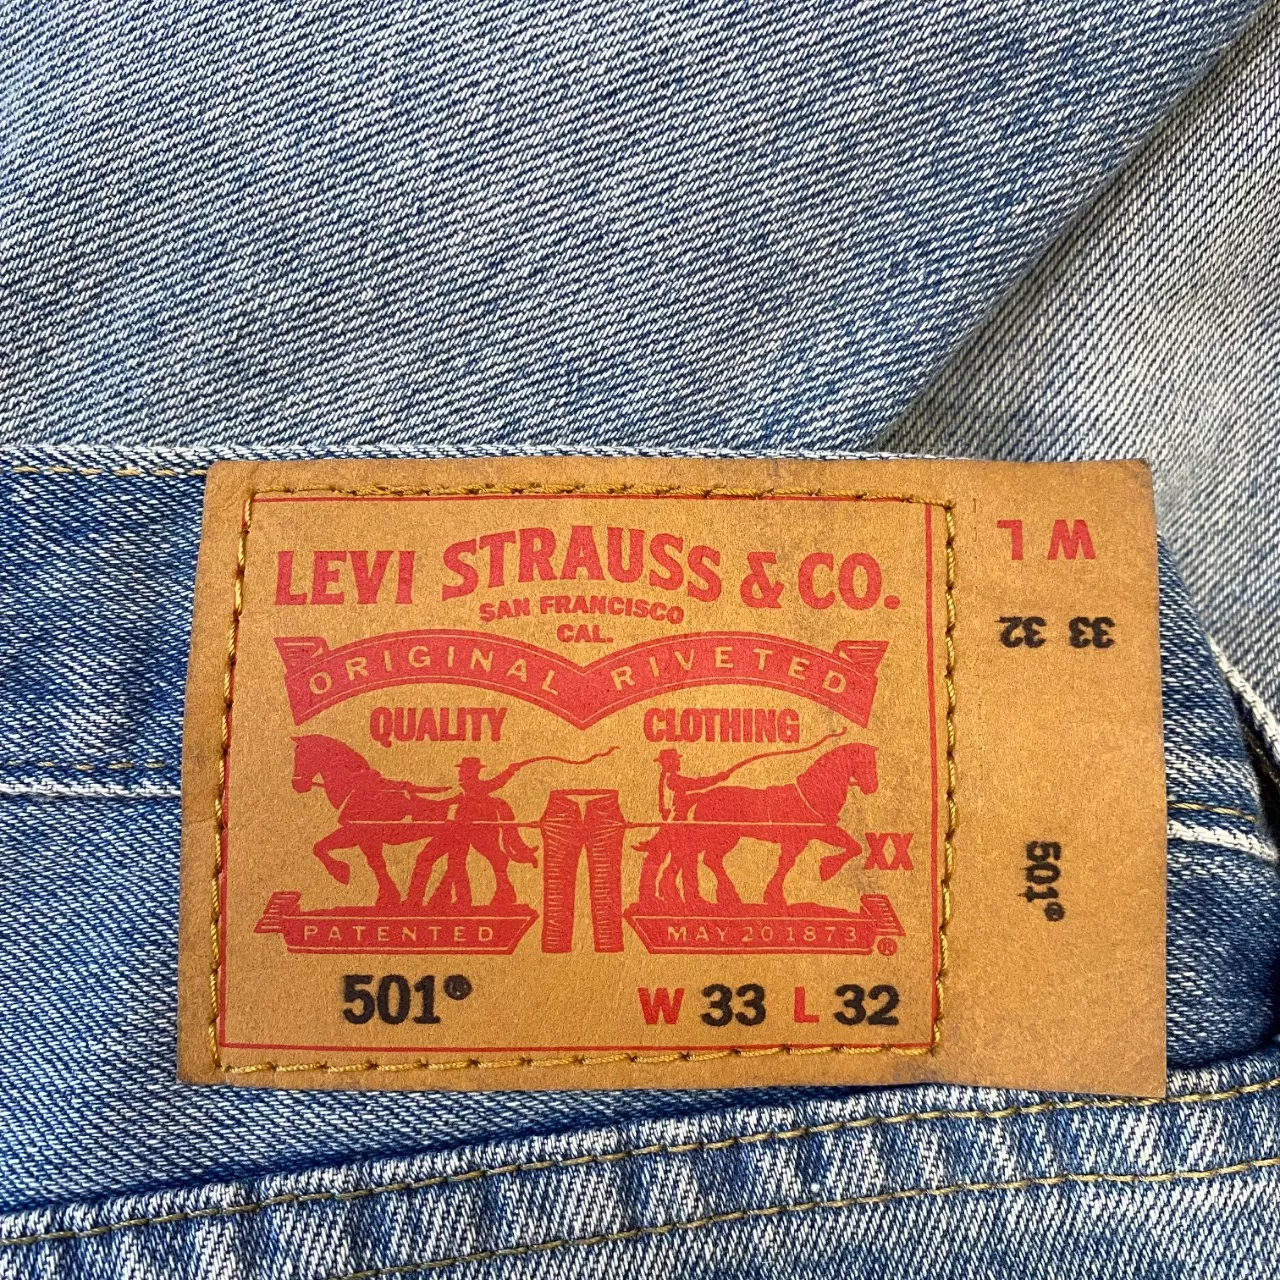 LEVI STRAUSS & CO.
SAN FRANCISCO
CAL.
ORIGINAL RIVETED
QUALITY CLOTHING
XX
PATENTED MAY 20 1873 ®
501® W 33 L 32
W L
33 32
501®